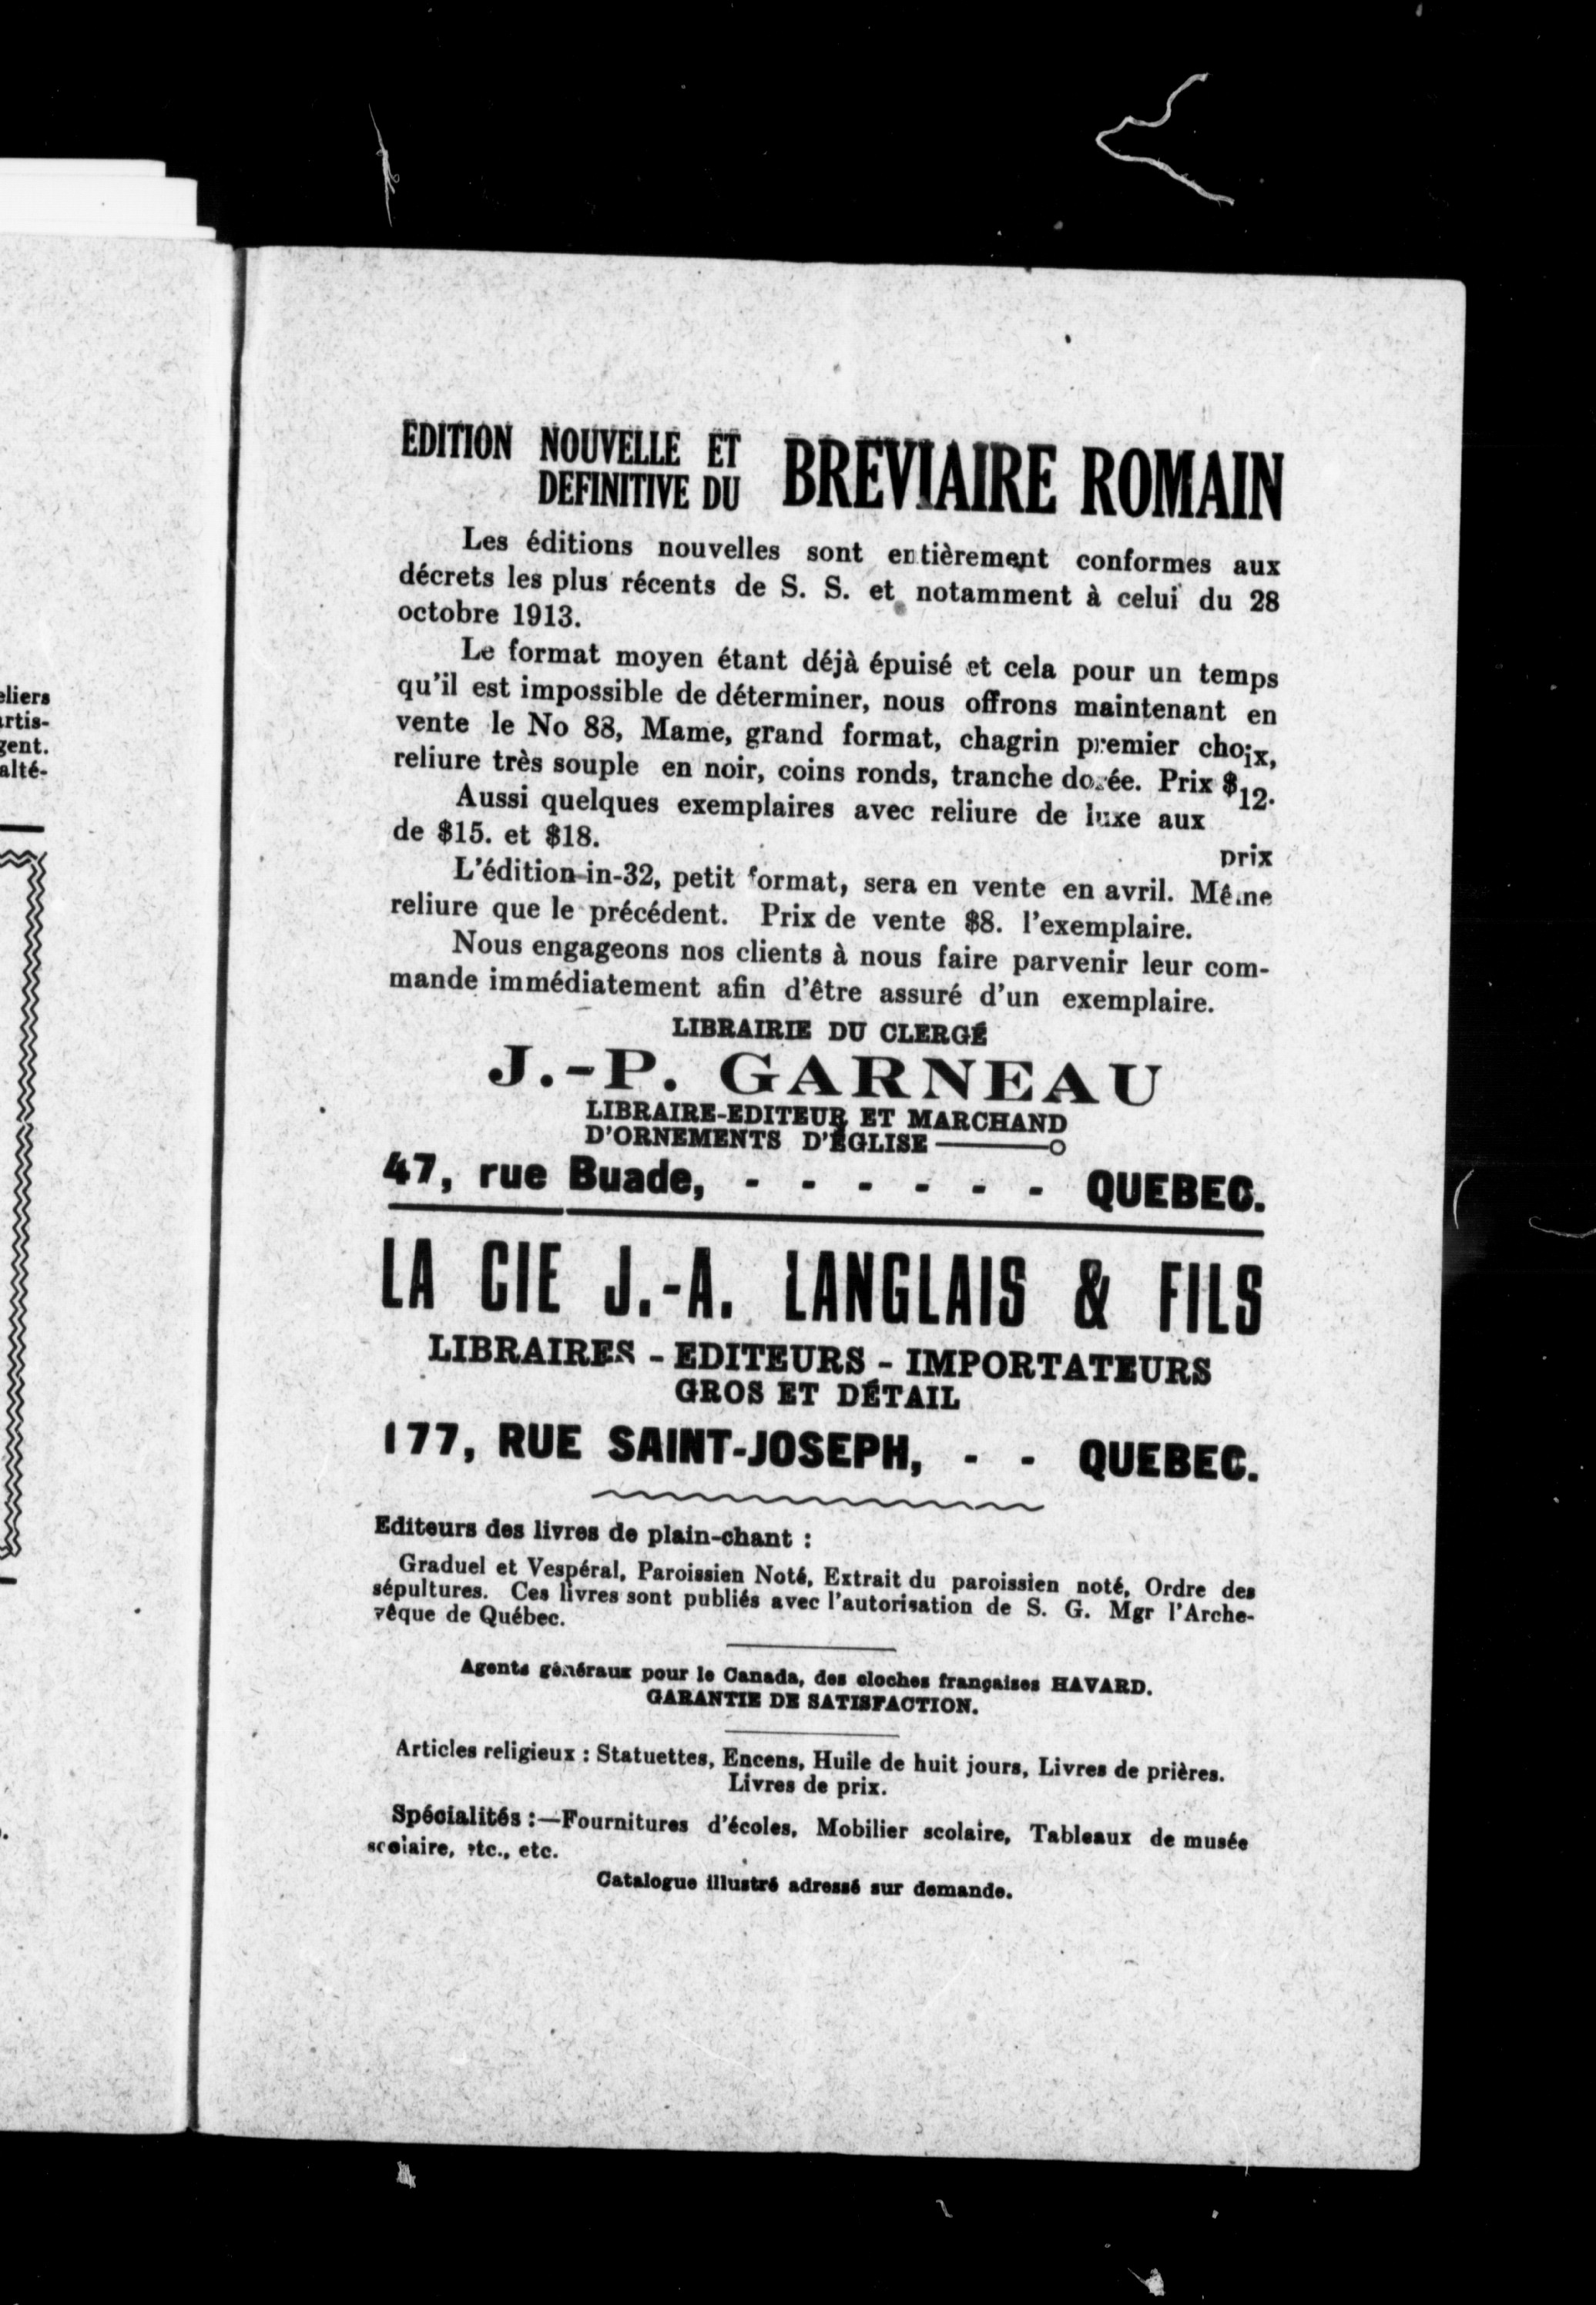 eliers
artis-
gent.
alté-
EDITION NOUVELLE ET
DEFINITIVE DU
BREVIAIRE ROMAIN
Les éditions nouvelles sont entièrement conformes aux
décrets les plus récents de S. S. et notamment à celui du 28
octobre 1913.
Le format moyen étant déjà épuisé et cela pour un temps
qu'il est impossible de déterminer, nous offrons maintenant en
vente le No 88, Mame, grand format, chagrin premier choix,
reliure très souple en noir, coins ronds, tranche dorée. Prix $12.
Aussi quelques exemplaires avec reliure de luxe aux prix
de $15. et $18.
L'édition-in-32, petit format, sera en vente en avril. Même
reliure que le précédent. Prix de vente $8. l'exemplaire.
Nous engageons nos clients à nous faire parvenir leur com-
mande immédiatement afin d'être assuré d'un exemplaire.
LIBRAIRIE DU CLERGÉ
J.-P. GARNEAU
LIBRAIRE-EDITEUR ET MARCHAND
D'ORNEMENTS D'ÉGLISE
47, rue Buade, - - - - - - QUEBEC.
LA CIE J.-A. LANGLAIS & FILS
LIBRAIRES - EDITEURS - IMPORTATEURS
GROS ET DÉTAIL
177, RUE SAINT-JOSEPH, - - QUEBEC.
Editeurs des livres de plain-chant :
Graduel et Vespéral, Paroissien Noté, Extrait du paroissien noté, Ordre des
sépultures. Ces livres sont publiés avec l'autorisation de S. G. Mgr l'Arche-
vêque de Québec.
Agents généraux pour le Canada, des cloches françaises HAVARD.
GARANTIE DE SATISFACTION.
Articles religieux : Statuettes, Encens, Huile de huit jours, Livres de prières.
Livres de prix.
Spécialités :—Fournitures d'écoles, Mobilier scolaire, Tableaux de musée
scolaire, etc., etc.
Catalogue illustré adressé sur demande.